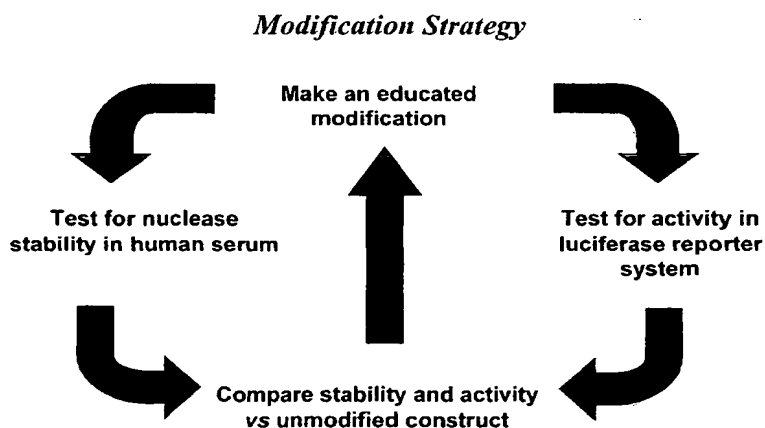 Modification Strategy
Make an educated
modification
Test for nuclease
stability in human serum
Test for activity in
luciferase reporter
system
Compare stability and activity
vs unmodified construct